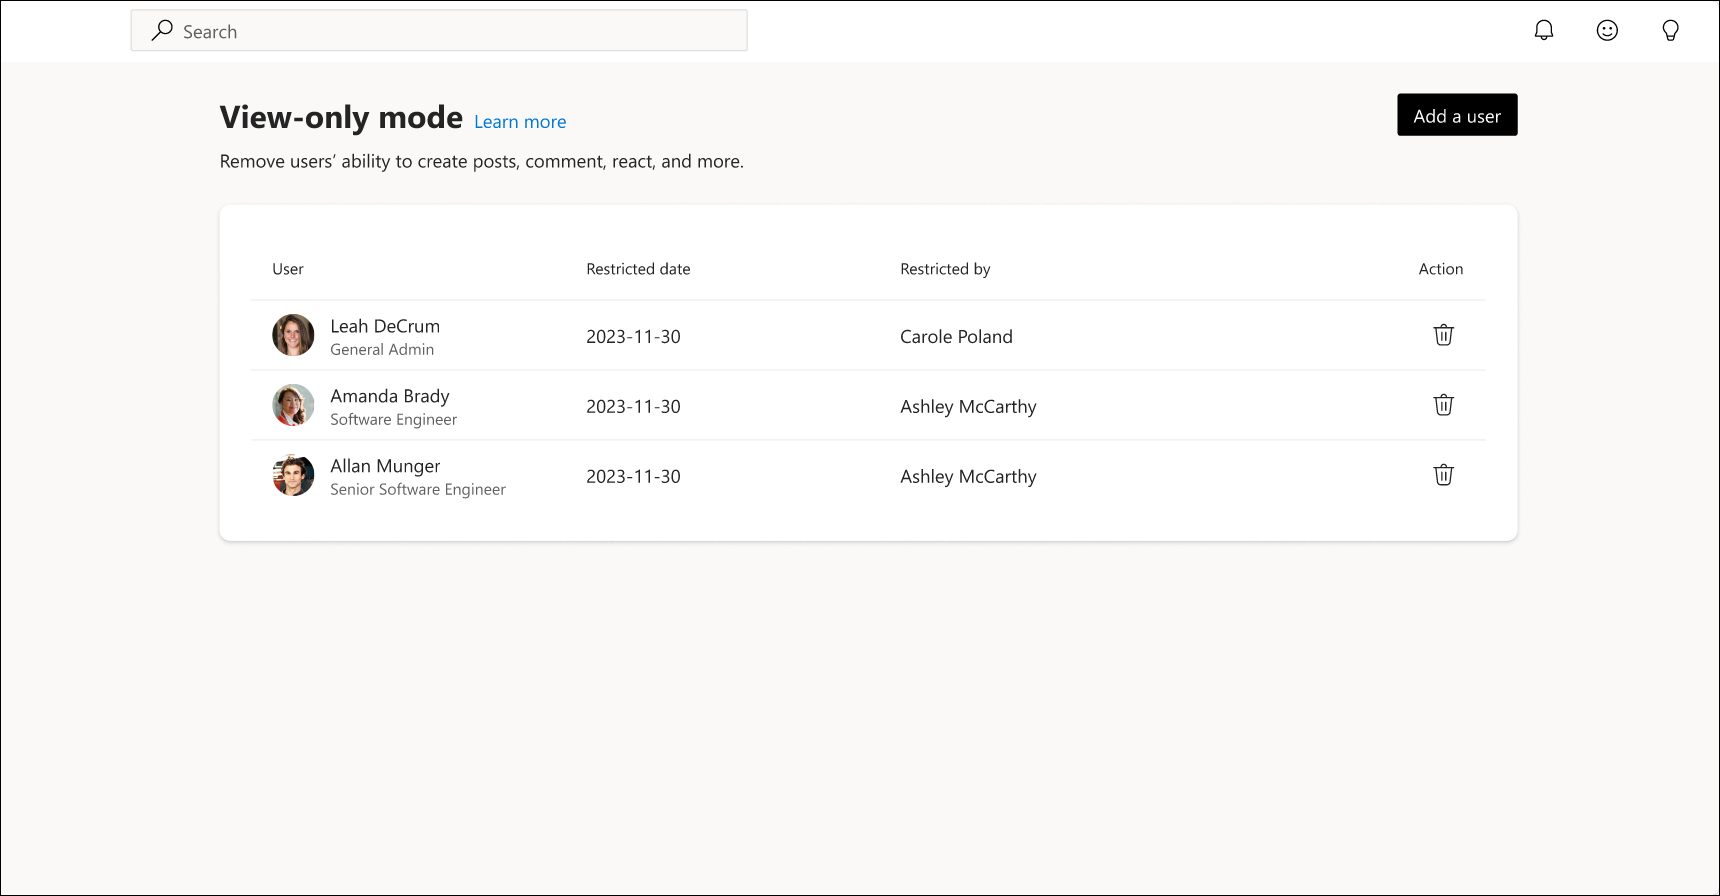 Search
View-only mode Learn more
Add a user
Remove users’ ability to create posts, comment, react, and more.
User Restricted date Restricted by Action
Leah DeCrum
General Admin
2023-11-30 Carole Poland
Amanda Brady
Software Engineer
2023-11-30 Ashley McCarthy
Allan Munger
Senior Software Engineer
2023-11-30 Ashley McCarthy